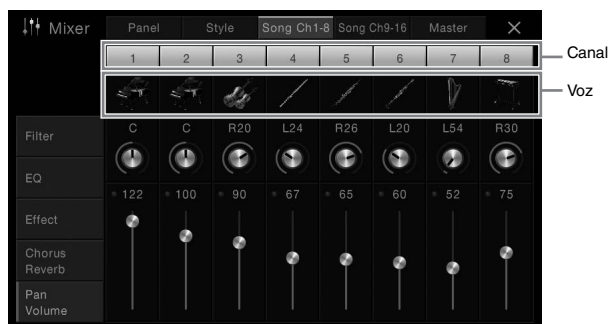 Mixer
Panel Style Song Ch1-8 Song Ch9-16 Master
1 2 3 4 5 6 7 8
Canal
Voz
Filter
EQ
Effect
Chorus
Reverb
Pan
Volume
C C R20 L24 R26 L20 L54 R30
122 100 90 67 65 60 52 75